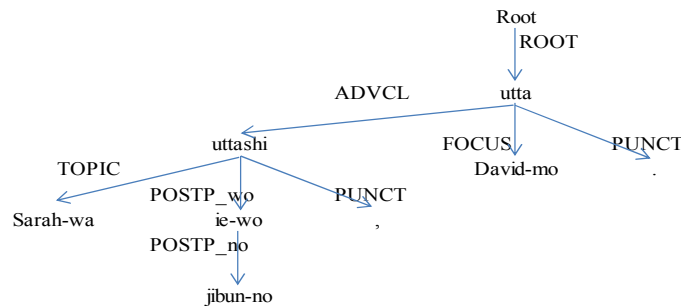 Root
ROOT
ADVCL
utta
uttashi
FOCUS
PUNCT
TOPIC
David-mo
.
POSTP_wo
PUNCT
Sarah-wa
ie-wo
,
POSTP_no
jibun-no